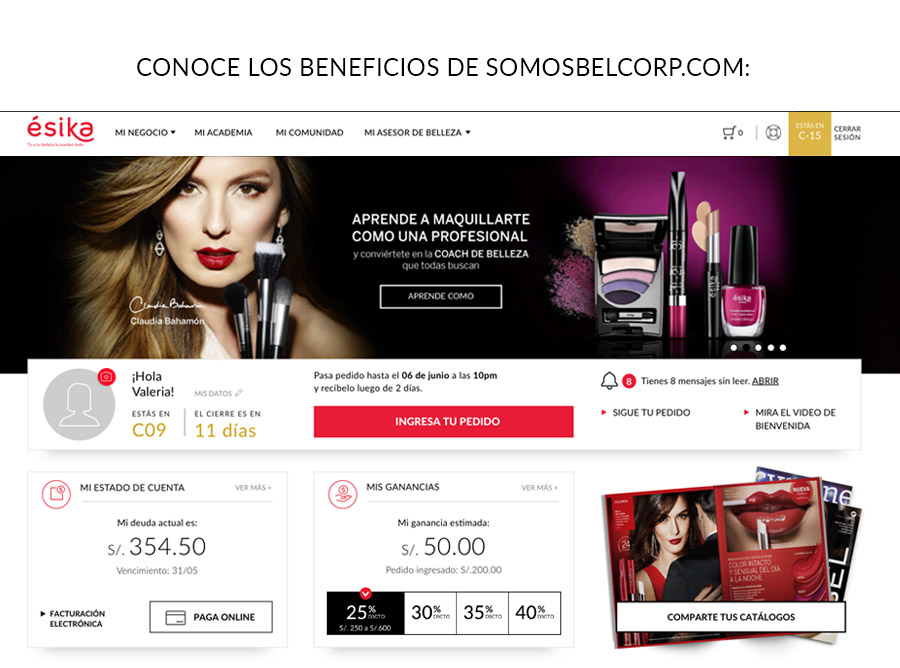 CONOCE LOS BENEFICIOS DE SOMOSBELCORP.COM:
ésika
Tú y tu belleza lo pueden todo
MI NEGOCIO
MI ACADEMIA
MI COMUNIDAD
MI ASESOR DE BELLEZA
0
ESTÁS EN
C-15
CERRAR
SESIÓN
APRENDE A MAQUILLARTE
COMO UNA PROFESIONAL
y conviértete en la COACH DE BELLEZA
que todas buscan
APRENDE COMO
Claudia Bahamón
Claudia Bahamón
ésika
ésika
¡Hola
Valeria!
MIS DATOS
ESTÁS EN
C09
EL CIERRE ES EN
11 días
Pasa pedido hasta el 06 de junio a las 10pm
y recíbelo luego de 2 días.
INGRESA TU PEDIDO
8
Tienes 8 mensajes sin leer. ABRIR
SIGUE TU PEDIDO
MIRA EL VIDEO DE
BIENVENIDA
MI ESTADO DE CUENTA
VER MÁS +
Mi deuda actual es:
S/. 354.50
Vencimiento: 31/05
FACTURACIÓN
ELECTRÓNICA
PAGA ONLINE
MIS GANANCIAS
VER MÁS +
Mi ganancia estimada:
S/. 50.00
Pedido ingresado: S/.200.00
25% DSCTO
S/. 250 a S/.600
30% DSCTO
35% DSCTO
40% DSCTO
NUEVA
24
COLOR INTACTO
Y SENSUAL DEL DÍA
A LA NOCHE
COMPARTE TUS CATÁLOGOS